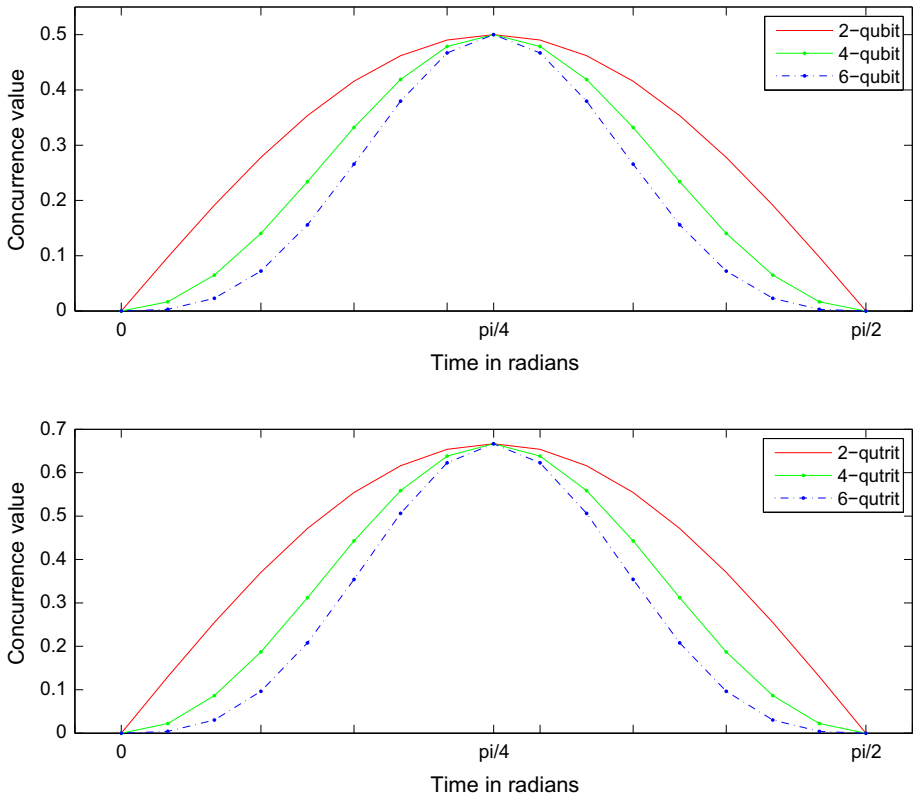 0.5
0.4
0.3
0.2
0.1
0
Concurrence value
2−qubit
4−qubit
6−qubit
0
pi/4
pi/2
Time in radians
0.7
0.6
0.5
0.4
0.3
0.2
0.1
0
Concurrence value
2−qutrit
4−qutrit
6−qutrit
0
pi/4
pi/2
Time in radians